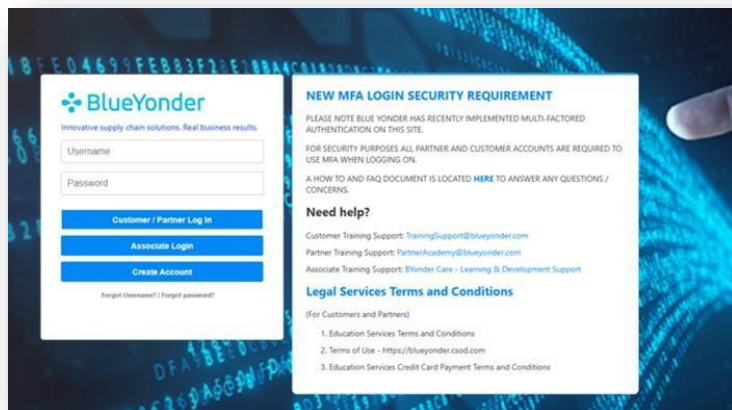 BlueYonder
Innovative supply chain solutions. Real business results.
Username
Password
Customer / Partner Log In
Associate Login
Create Account
Forgot Username? | Forgot password?
NEW MFA LOGIN SECURITY REQUIREMENT
PLEASE NOTE BLUE YONDER HAS RECENTLY IMPLEMENTED MULTI-FACTORED
AUTHENTICATION ON THIS SITE.
FOR SECURITY PURPOSES ALL PARTNER AND CUSTOMER ACCOUNTS ARE REQUIRED TO
USE MFA WHEN LOGGING ON.
A HOW TO AND FAQ DOCUMENT IS LOCATED HERE TO ANSWER ANY QUESTIONS /
CONCERNS.
Need help?
Customer Training Support: TrainingSupport@blueyonder.com
Partner Training Support: PartnerAcademy@blueyonder.com
Associate Training Support: BYonder Care - Learning & Development Support
Legal Services Terms and Conditions
(For Customers and Partners)
1. Education Services Terms and Conditions
2. Terms of Use - https://blueyonder.csod.com
3. Education Services Credit Card Payment Terms and Conditions